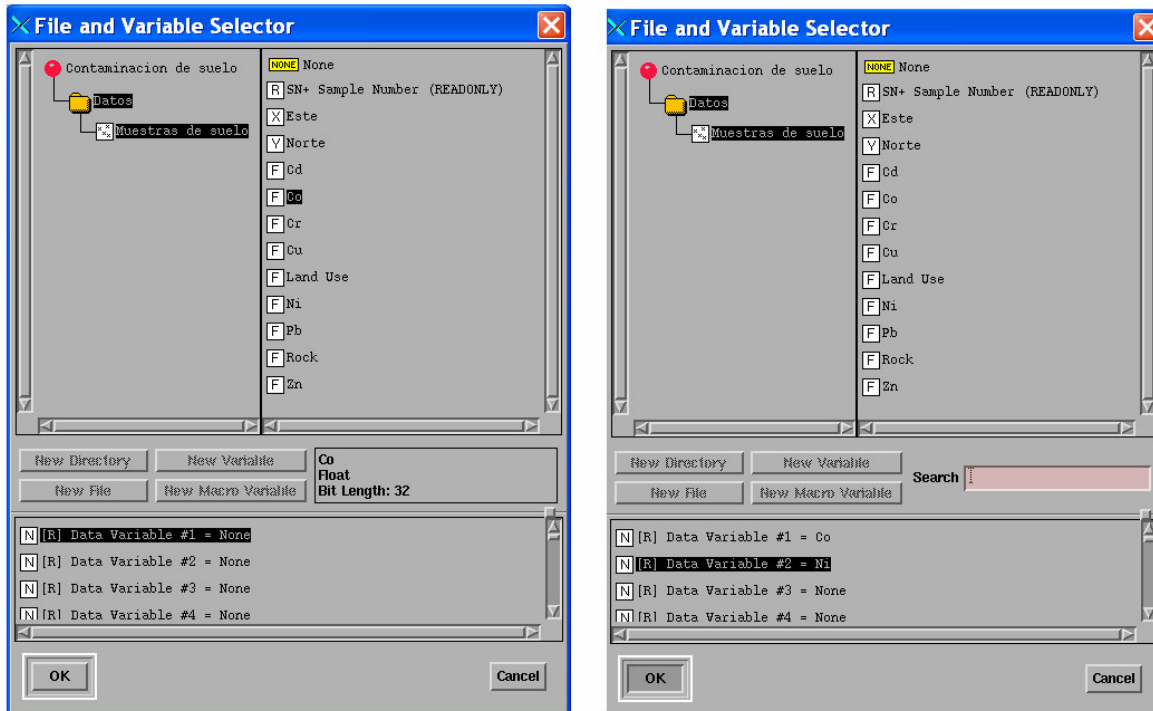 File and Variable Selector
Contaminacion de suelo
Datos
Muestras de suelo
NONE None
R SN+ Sample Number (READONLY)
X Este
Y Norte
F Cd
F Co
F Cr
F Cu
F Land Use
F Ni
F Pb
F Rock
F Zn
New Directory
New Variable
New File
New Macro Variable
Co
Float
Bit Length: 32
N [R] Data Variable #1 = None
N [R] Data Variable #2 = None
N [R] Data Variable #3 = None
N [R] Data Variable #4 = None
OK
Cancel
File and Variable Selector
Contaminacion de suelo
Datos
Muestras de suelo
NONE None
R SN+ Sample Number (READONLY)
X Este
Y Norte
F Cd
F Co
F Cr
F Cu
F Land Use
F Ni
F Pb
F Rock
F Zn
New Directory
New Variable
New File
New Macro Variable
Search
N [R] Data Variable #1 = Co
N [R] Data Variable #2 = Ni
N [R] Data Variable #3 = None
N [R] Data Variable #4 = None
OK
Cancel